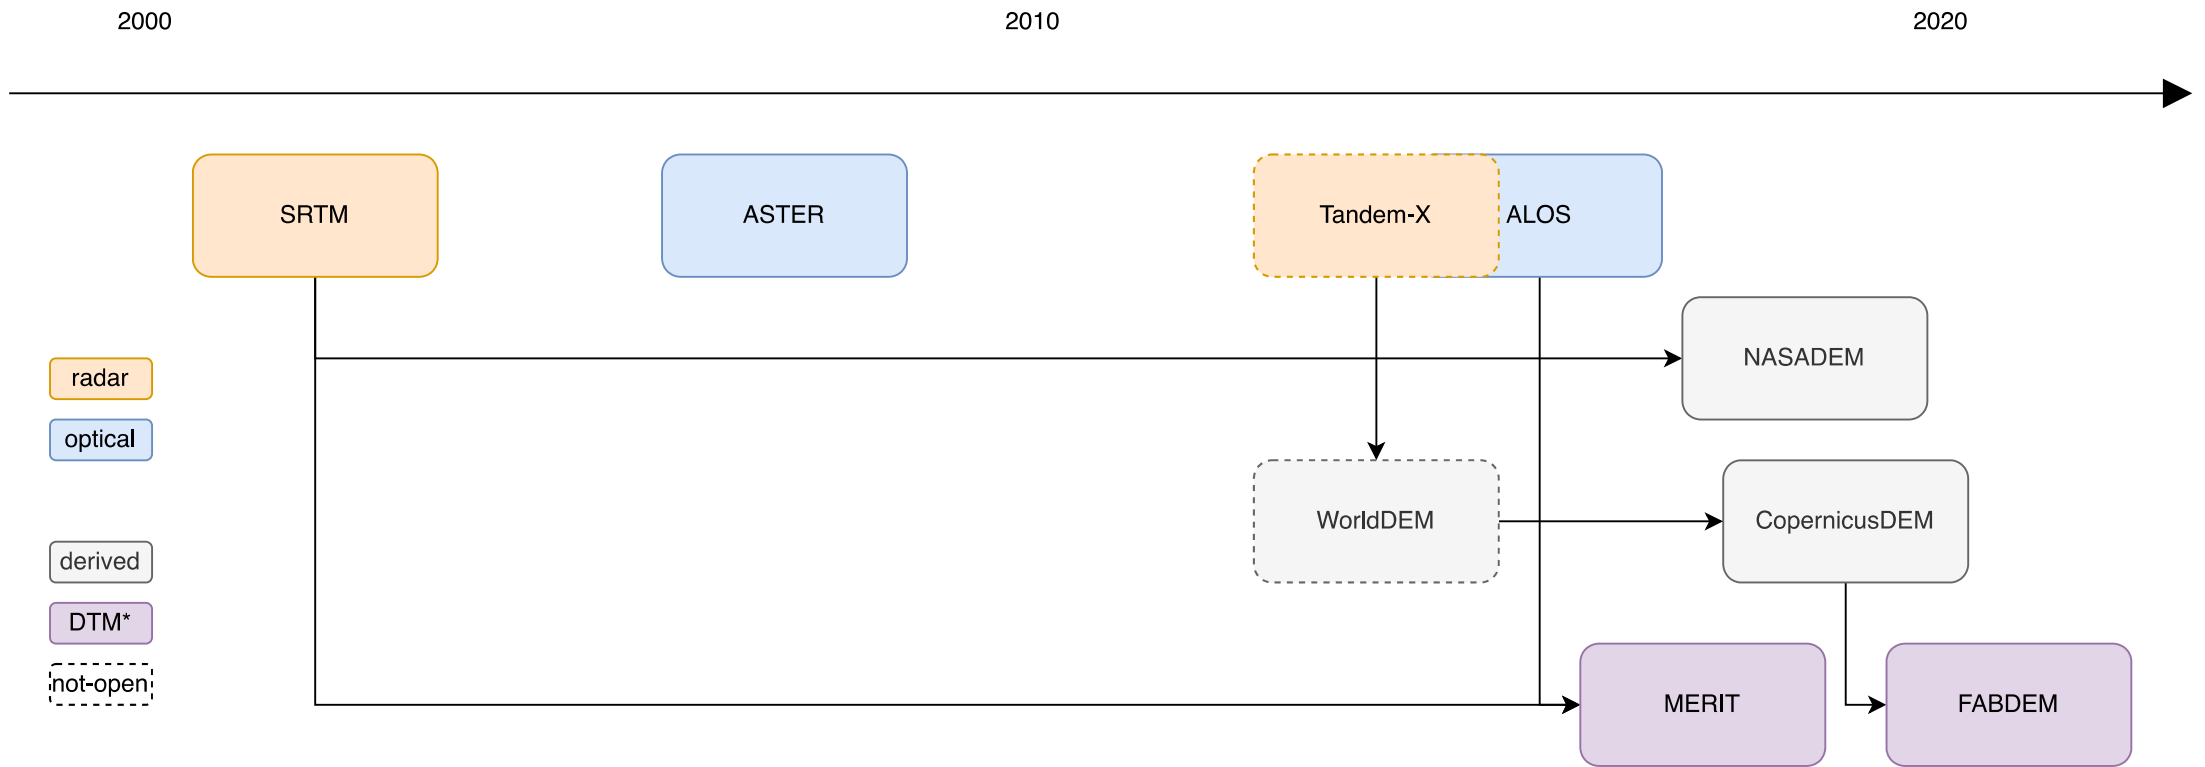 2000
2010
2020
SRTM
ASTER
Tandem-X
ALOS
NASADEM
radar
optical
WorldDEM
CopernicusDEM
derived
DTM*
not-open
MERIT
FABDEM